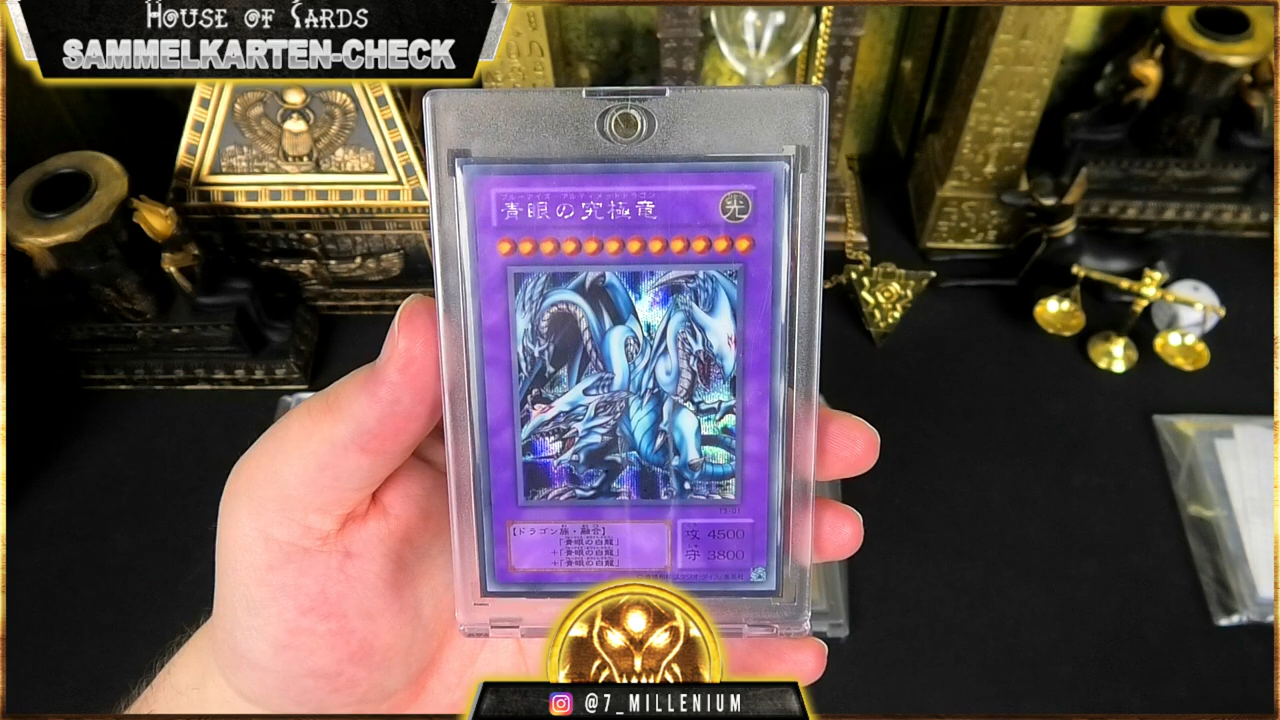 HOUSE OF CARDS
SAMMELKARTEN-CHECK
ブルーアイズ アルティメットドラゴン
青眼の究極竜
光
T3-01
【ドラゴン族・融合】
「青眼の白龍」
+「青眼の白龍」
+「青眼の白龍」
攻 4500
守 3800
@7_MILLENIUM